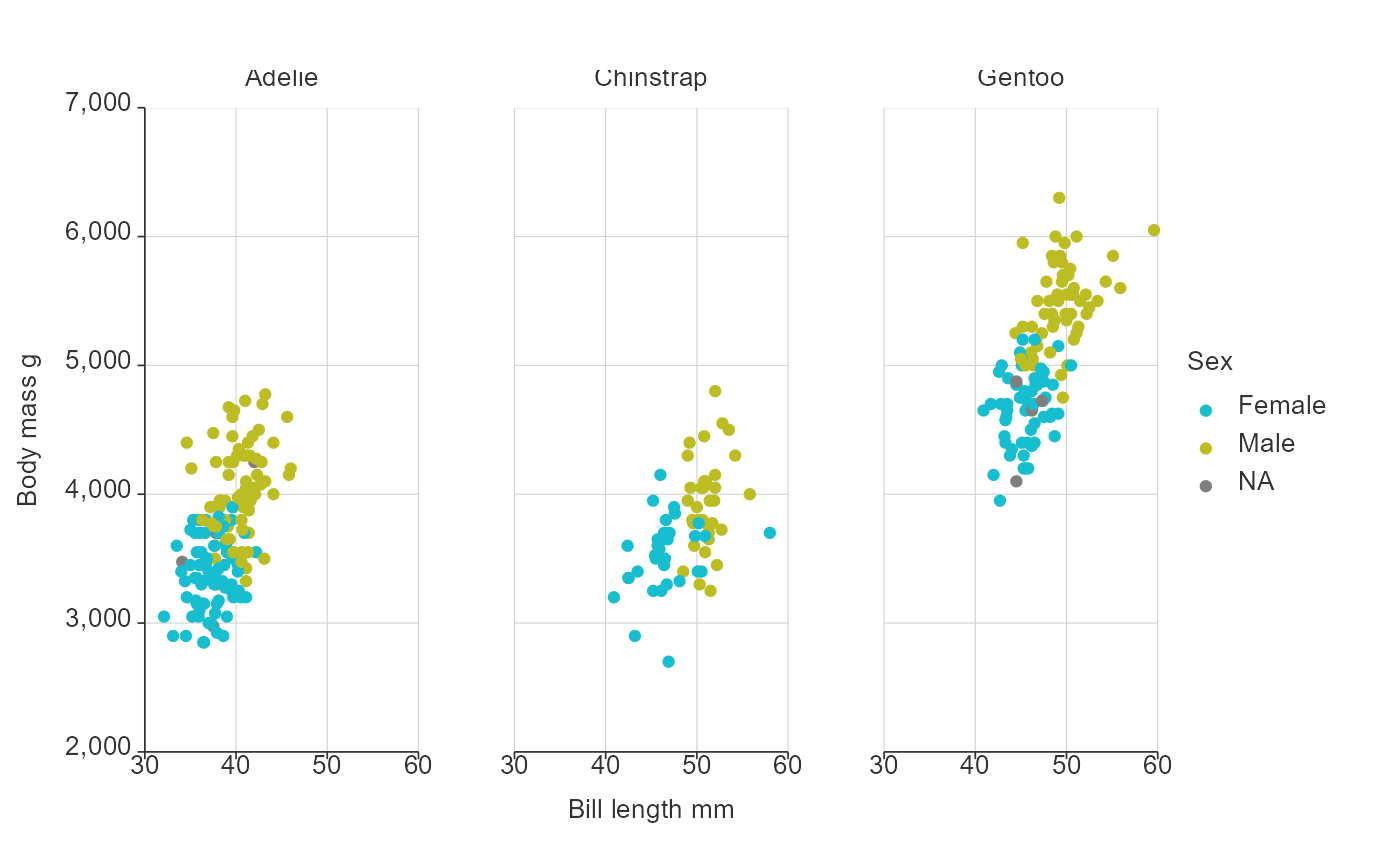 Adelie Chinstrap Gentoo
7,000
6,000
5,000
4,000
3,000
2,000
Body mass g
30 40 50 60 30 40 50 60 30 40 50 60
Bill length mm
Sex
Female
Male
NA